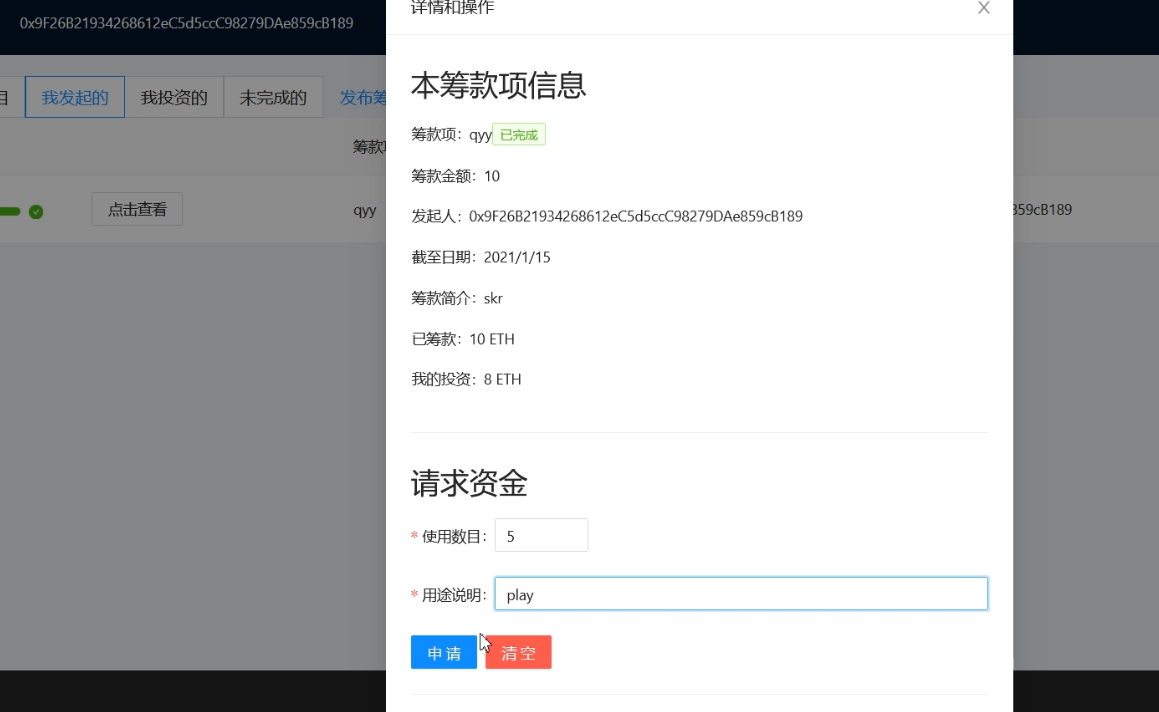 0x9F26B21934268612eC5d5ccC98279DAe859cB189
详情和操作
目 我发起的 我投资的 未完成的 发布筹
筹款项
点击查看 qyy 859cB189
本筹款项信息
筹款项：qyy 已完成
筹款金额：10
发起人：0x9F26B21934268612eC5d5ccC98279DAe859cB189
截至日期：2021/1/15
筹款简介：skr
已筹款：10 ETH
我的投资：8 ETH
请求资金
* 使用数目： 5
* 用途说明： play
申请 清空